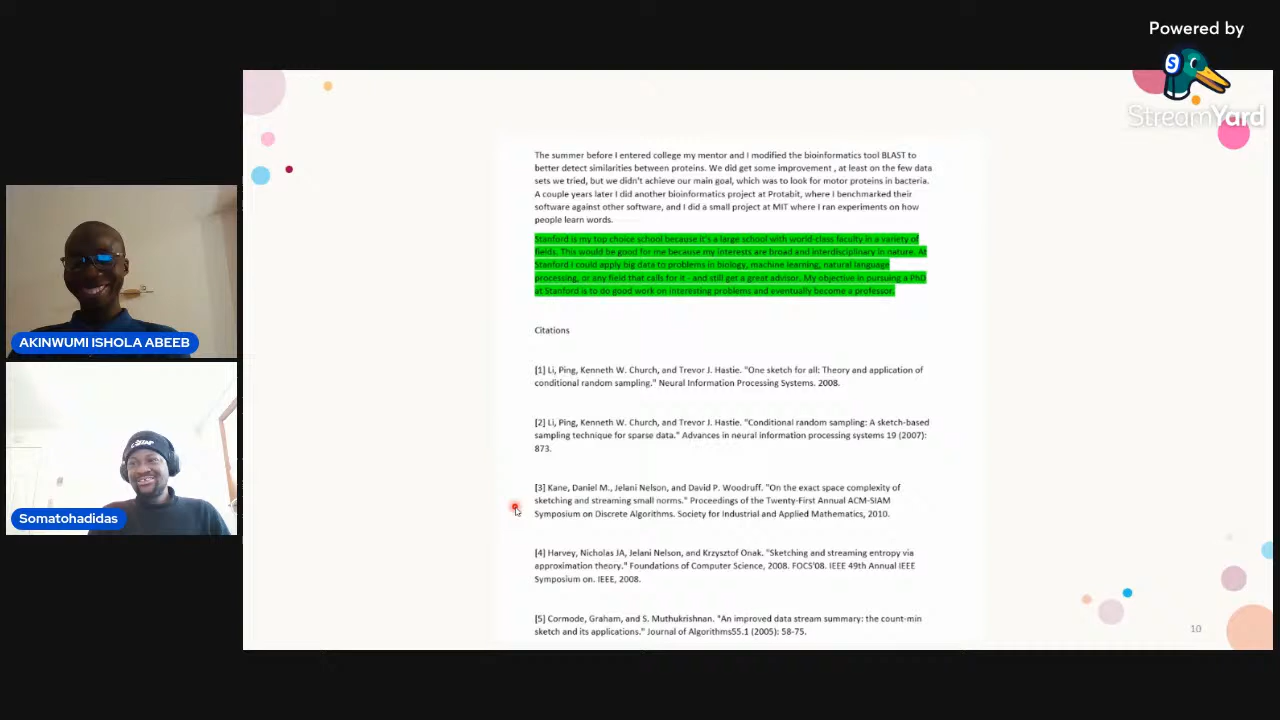 Powered by
StreamYard
The summer before I entered college my mentor and I modified the bioinformatics tool BLAST to
better detect similarities between proteins. We did get some improvement , at least on the few data
sets we tried, but we didn't achieve our main goal, which was to look for motor proteins in bacteria.
A couple years later I did another bioinformatics project at Protabit, where I benchmarked their
software against other software, and I did a small project at MIT where I ran experiments on how
people learn words.
Stanford is my top choice school because it's a large school with world-class faculty in a variety of
fields. This would be good for me because my interests are broad and interdisciplinary in nature. At
Stanford I could apply big data to problems in biology, machine learning, natural language
processing, or any field that calls for it - and still get a great advisor. My objective in pursuing a PhD
at Stanford is to do good work on interesting problems and eventually become a professor.
Citations
[1] Li, Ping, Kenneth W. Church, and Trevor J. Hastie. "One sketch for all: Theory and application of
conditional random sampling." Neural Information Processing Systems. 2008.
[2] Li, Ping, Kenneth W. Church, and Trevor J. Hastie. "Conditional random sampling: A sketch-based
sampling technique for sparse data." Advances in neural information processing systems 19 (2007):
873.
[3] Kane, Daniel M., Jelani Nelson, and David P. Woodruff. "On the exact space complexity of
sketching and streaming small norms." Proceedings of the Twenty-First Annual ACM-SIAM
Symposium on Discrete Algorithms. Society for Industrial and Applied Mathematics, 2010.
[4] Harvey, Nicholas JA, Jelani Nelson, and Krzysztof Onak. "Sketching and streaming entropy via
approximation theory." Foundations of Computer Science, 2008. FOCS'08. IEEE 49th Annual IEEE
Symposium on. IEEE, 2008.
[5] Cormode, Graham, and S. Muthukrishnan. "An improved data stream summary: the count-min
sketch and its applications." Journal of Algorithms55.1 (2005): 58-75.
10
AKINWUMI ISHOLA ABEEB
Somatohadidas